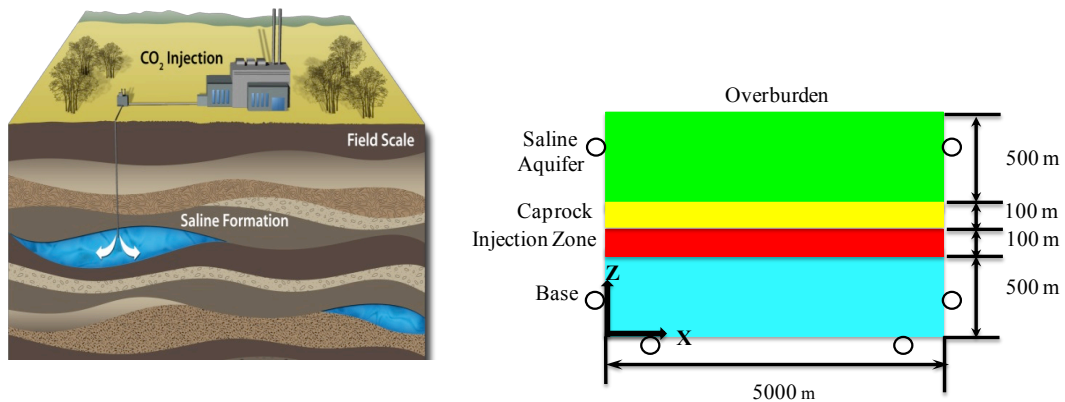 CO₂ Injection
Field Scale
Saline Formation
Overburden
Saline
Aquifer
500 m
Caprock
100 m
Injection Zone
100 m
Z
Base
500 m
X
5000 m